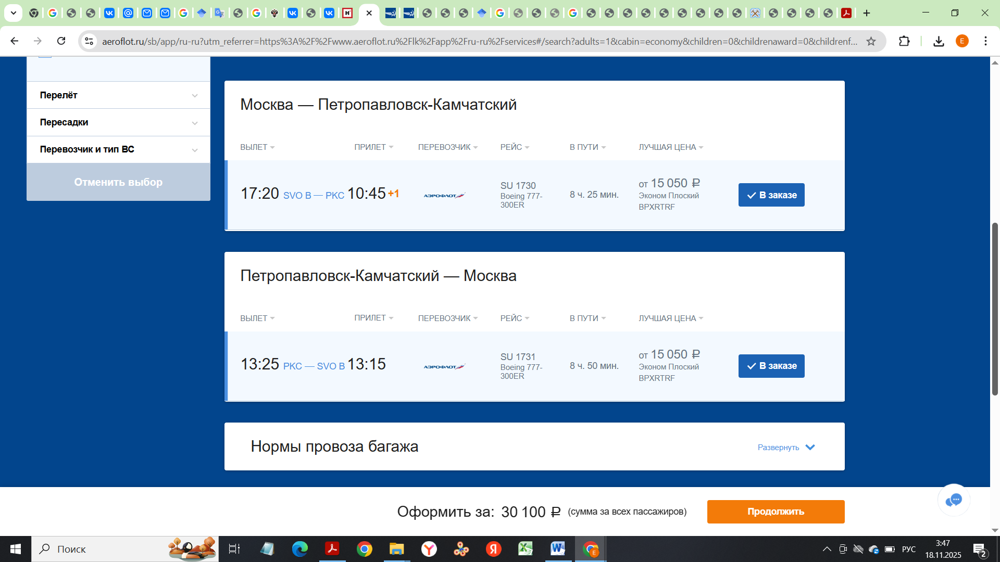 aeroflot.ru/sb/app/ru-ru?utm_referrer=https%3A%2F%2Fwww.aeroflot.ru%2Flk%2Fapp%2Fru-ru%2Fservices#/search?adults=1&cabin=economy&children=0&childrenaward=0&childrenf...
E
Перелёт
Пересадки
Перевозчик и тип ВС
Отменить выбор
Москва — Петропавловск-Камчатский
ВЫЛЕТ ПРИЛЕТ ПЕРЕВОЗЧИК РЕЙС В ПУТИ ЛУЧШАЯ ЦЕНА
17:20 SVO B — PKC 10:45 +1
АЭРОФЛОТ
SU 1730
Boeing 777-
300ER
8 ч. 25 мин.
от 15 050 ₽
Эконом Плоский
BPXRTRF
В заказе
Петропавловск-Камчатский — Москва
ВЫЛЕТ ПРИЛЕТ ПЕРЕВОЗЧИК РЕЙС В ПУТИ ЛУЧШАЯ ЦЕНА
13:25 PKC — SVO B 13:15
АЭРОФЛОТ
SU 1731
Boeing 777-
300ER
8 ч. 50 мин.
от 15 050 ₽
Эконом Плоский
BPXRTRF
В заказе
Нормы провоза багажа
Развернуть
Оформить за: 30 100 ₽ (сумма за всех пассажиров)
Продолжить
Поиск
РУС
3:47
18.11.2025
2